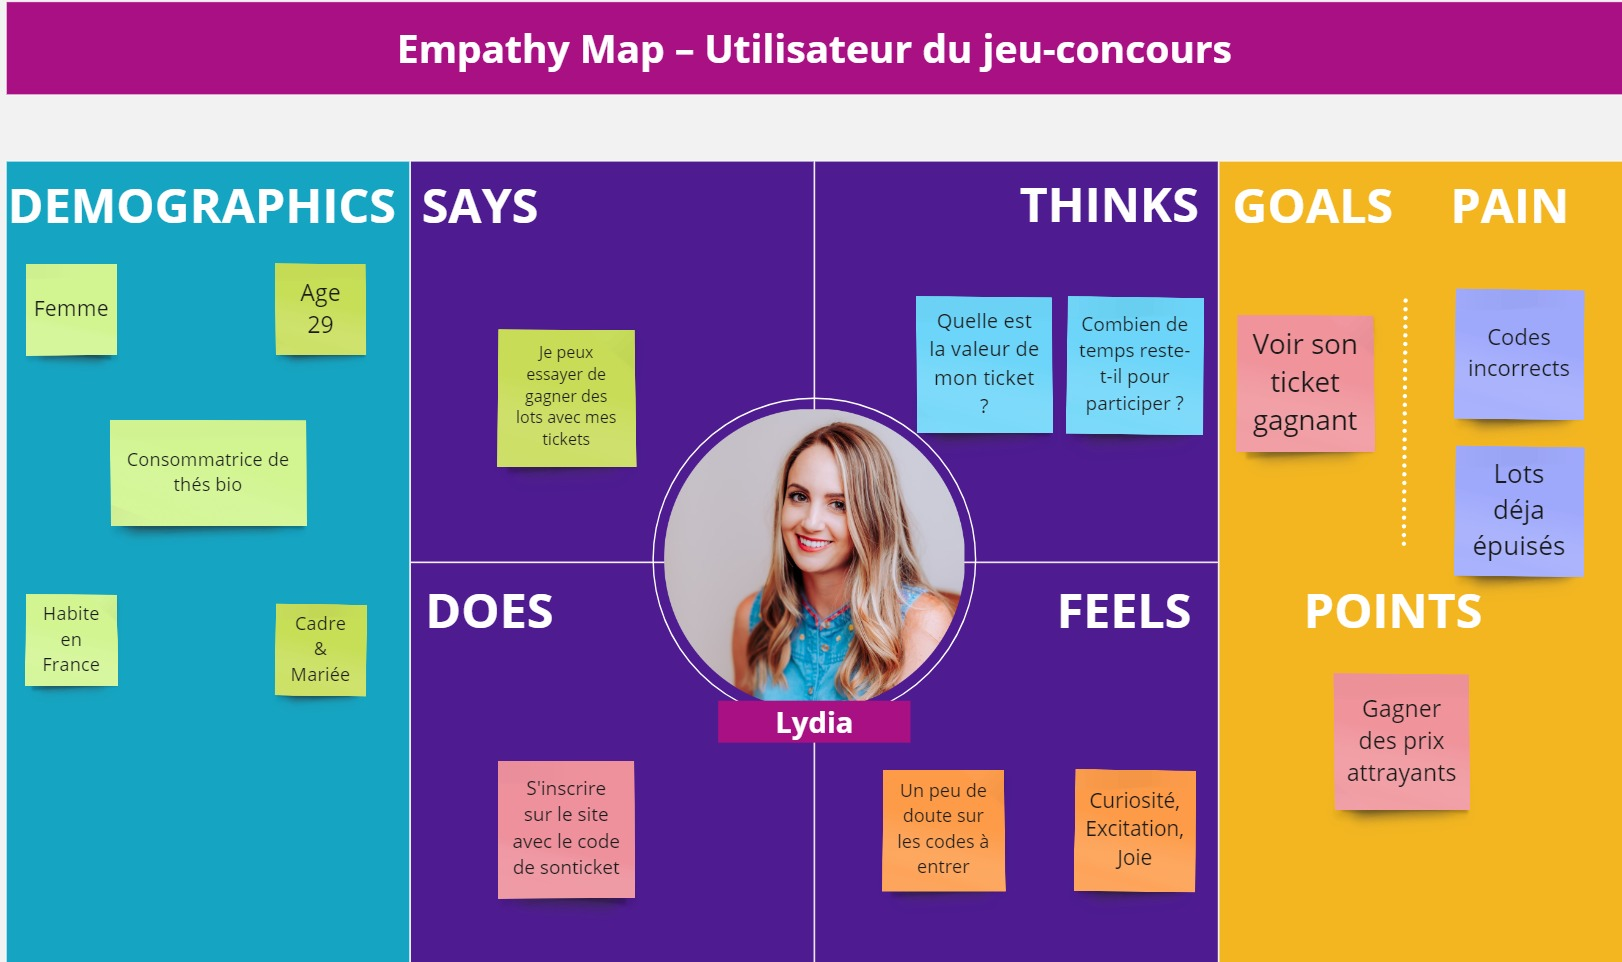 Empathy Map – Utilisateur du jeu-concours
DEMOGRAPHICS
Femme
Age
29
Consommatrice de
thés bio
Habite
en
France
Cadre
&
Mariée
SAYS
Je peux
essayer de
gagner des
lots avec mes
tickets
THINKS
Quelle est
la valeur de
mon ticket
?
Combien de
temps reste-
t-il pour
participer ?
Lydia
DOES
S'inscrire
sur le site
avec le code
de sonticket
FEELS
Un peu de
doute sur
les codes à
entrer
Curiosité,
Excitation,
Joie
GOALS
Voir son
ticket
gagnant
PAIN
Codes
incorrects
Lots
déja
épuisés
POINTS
Gagner
des prix
attrayants